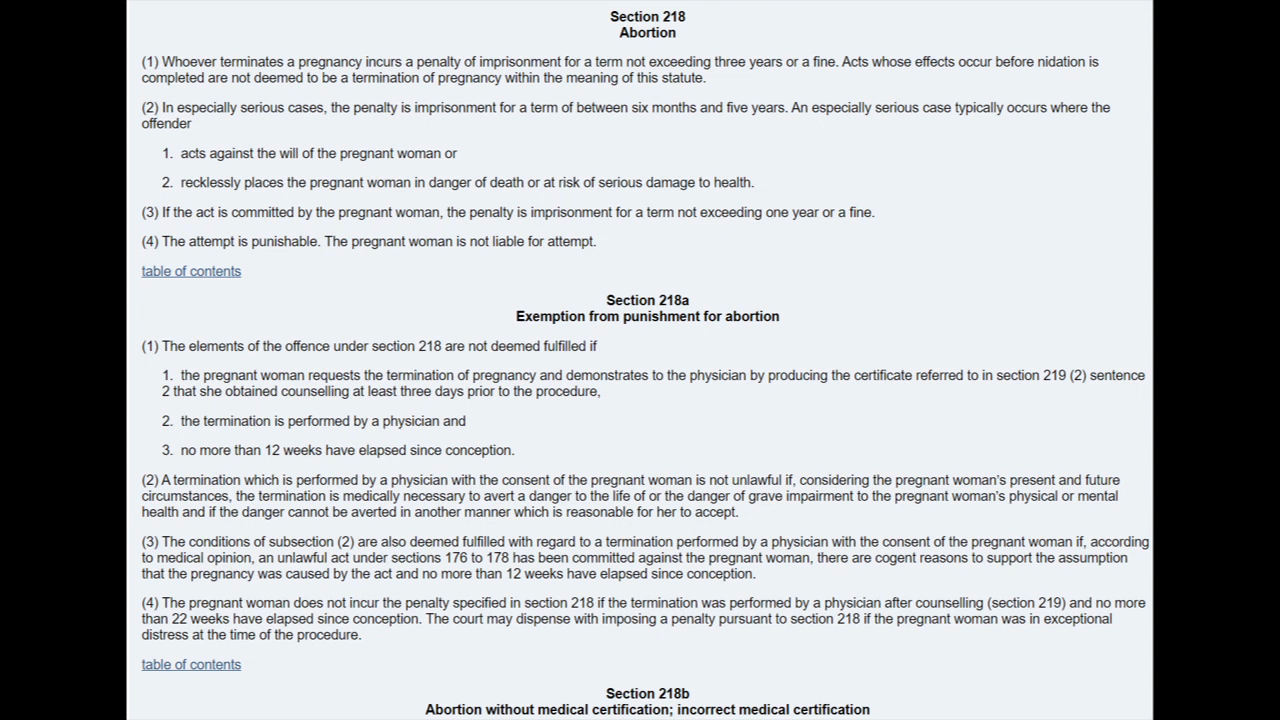 Section 218
Abortion
(1) Whoever terminates a pregnancy incurs a penalty of imprisonment for a term not exceeding three years or a fine. Acts whose effects occur before nidation is
completed are not deemed to be a termination of pregnancy within the meaning of this statute.
(2) In especially serious cases, the penalty is imprisonment for a term of between six months and five years. An especially serious case typically occurs where the
offender
1. acts against the will of the pregnant woman or
2. recklessly places the pregnant woman in danger of death or at risk of serious damage to health.
(3) If the act is committed by the pregnant woman, the penalty is imprisonment for a term not exceeding one year or a fine.
(4) The attempt is punishable. The pregnant woman is not liable for attempt.
table of contents
Section 218a
Exemption from punishment for abortion
(1) The elements of the offence under section 218 are not deemed fulfilled if
1. the pregnant woman requests the termination of pregnancy and demonstrates to the physician by producing the certificate referred to in section 219 (2) sentence
2 that she obtained counselling at least three days prior to the procedure,
2. the termination is performed by a physician and
3. no more than 12 weeks have elapsed since conception.
(2) A termination which is performed by a physician with the consent of the pregnant woman is not unlawful if, considering the pregnant woman's present and future
circumstances, the termination is medically necessary to avert a danger to the life of or the danger of grave impairment to the pregnant woman's physical or mental
health and if the danger cannot be averted in another manner which is reasonable for her to accept.
(3) The conditions of subsection (2) are also deemed fulfilled with regard to a termination performed by a physician with the consent of the pregnant woman if, according
to medical opinion, an unlawful act under sections 176 to 178 has been committed against the pregnant woman, there are cogent reasons to support the assumption
that the pregnancy was caused by the act and no more than 12 weeks have elapsed since conception.
(4) The pregnant woman does not incur the penalty specified in section 218 if the termination was performed by a physician after counselling (section 219) and no more
than 22 weeks have elapsed since conception. The court may dispense with imposing a penalty pursuant to section 218 if the pregnant woman was in exceptional
distress at the time of the procedure.
table of contents
Section 218b
Abortion without medical certification; incorrect medical certification